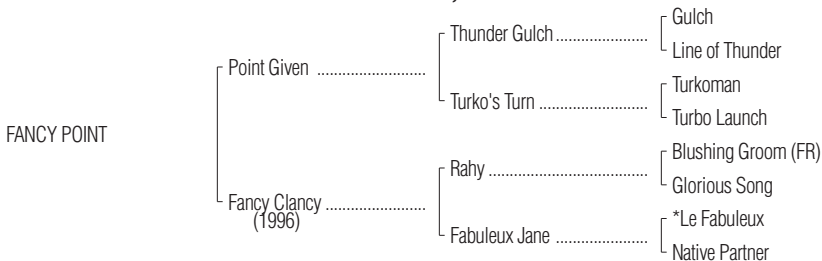 Gulch
Thunder Gulch ......................
Line of Thunder
Point Given ..........................
Turkoman
Turko's Turn ..........................
Turbo Launch
FANCY POINT
Blushing Groom (FR)
Rahy ......................................
Glorious Song
Fancy Clancy ........................
(1996)
*Le Fabuleux
Fabuleux Jane ......................
Native Partner